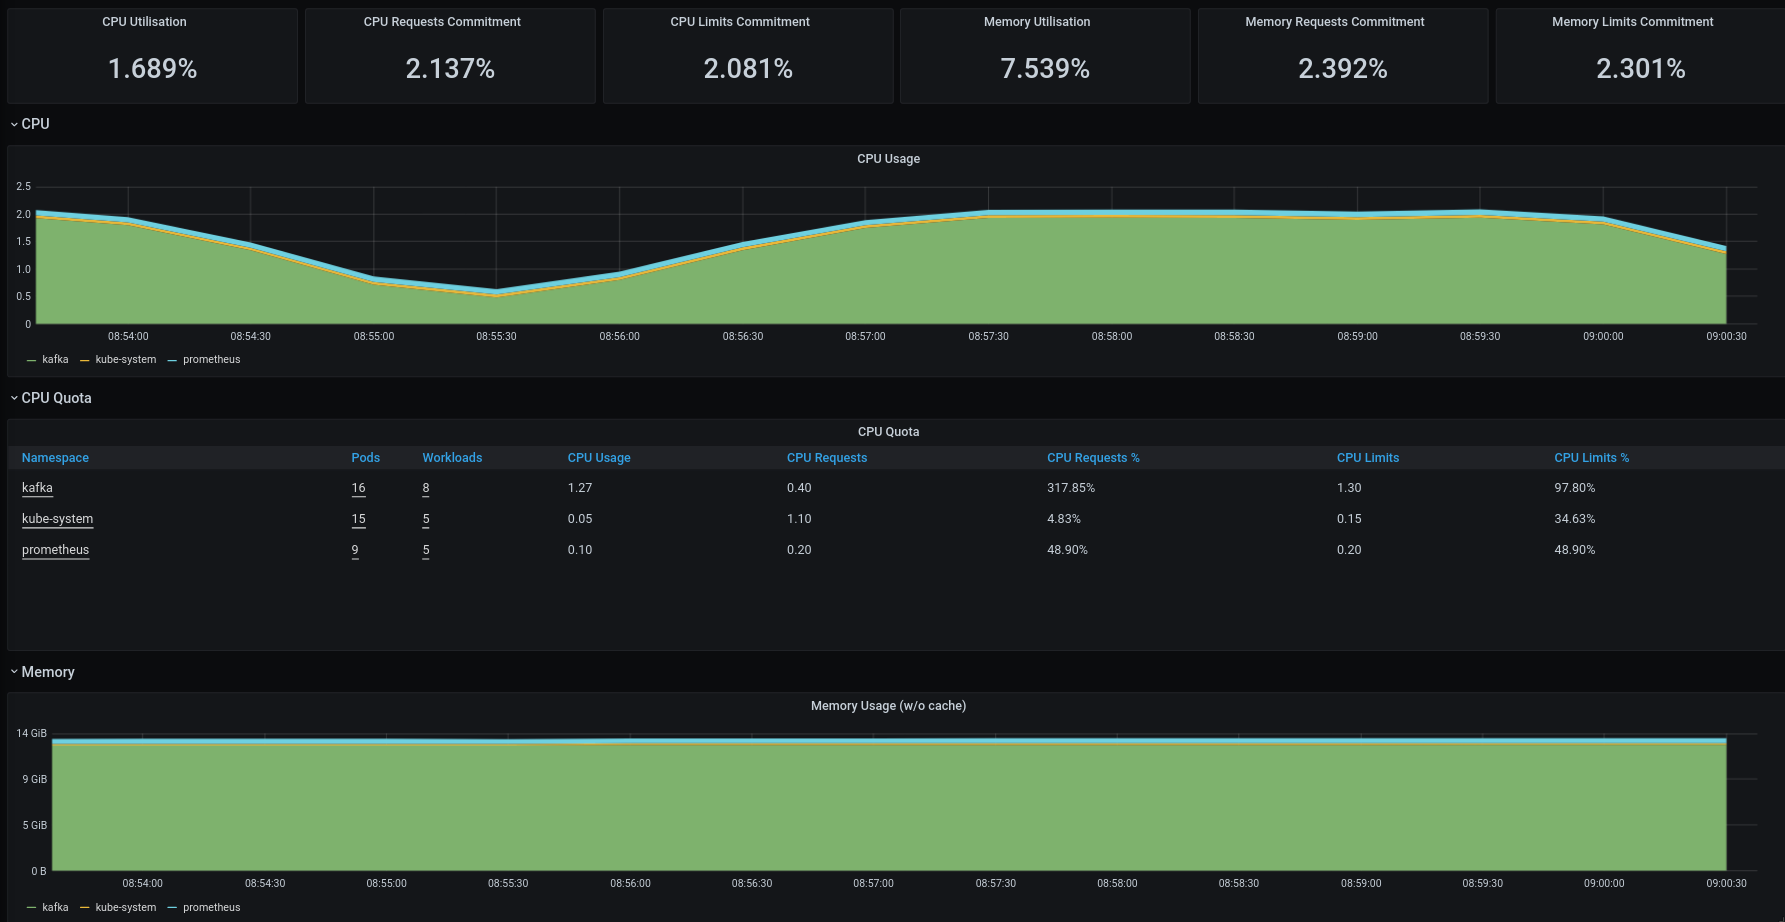 CPU Utilisation CPU Requests Commitment CPU Limits Commitment Memory Utilisation Memory Requests Commitment Memory Limits Commitment
1.689% 2.137% 2.081% 7.539% 2.392% 2.301%
CPU
CPU Usage
2.5
2.0
1.5
1.0
0.5
0
08:54:00 08:54:30 08:55:00 08:55:30 08:56:00 08:56:30 08:57:00 08:57:30 08:58:00 08:58:30 08:59:00 08:59:30 09:00:00 09:00:30
kafka kube-system prometheus
CPU Quota
CPU Quota
Namespace Pods Workloads CPU Usage CPU Requests CPU Requests % CPU Limits CPU Limits %
kafka 16 8 1.27 0.40 317.85% 1.30 97.80%
kube-system 15 5 0.05 1.10 4.83% 0.15 34.63%
prometheus 9 5 0.10 0.20 48.90% 0.20 48.90%
Memory
Memory Usage (w/o cache)
14 GiB
9 GiB
5 GiB
0 B
08:54:00 08:54:30 08:55:00 08:55:30 08:56:00 08:56:30 08:57:00 08:57:30 08:58:00 08:58:30 08:59:00 08:59:30 09:00:00 09:00:30
kafka kube-system prometheus